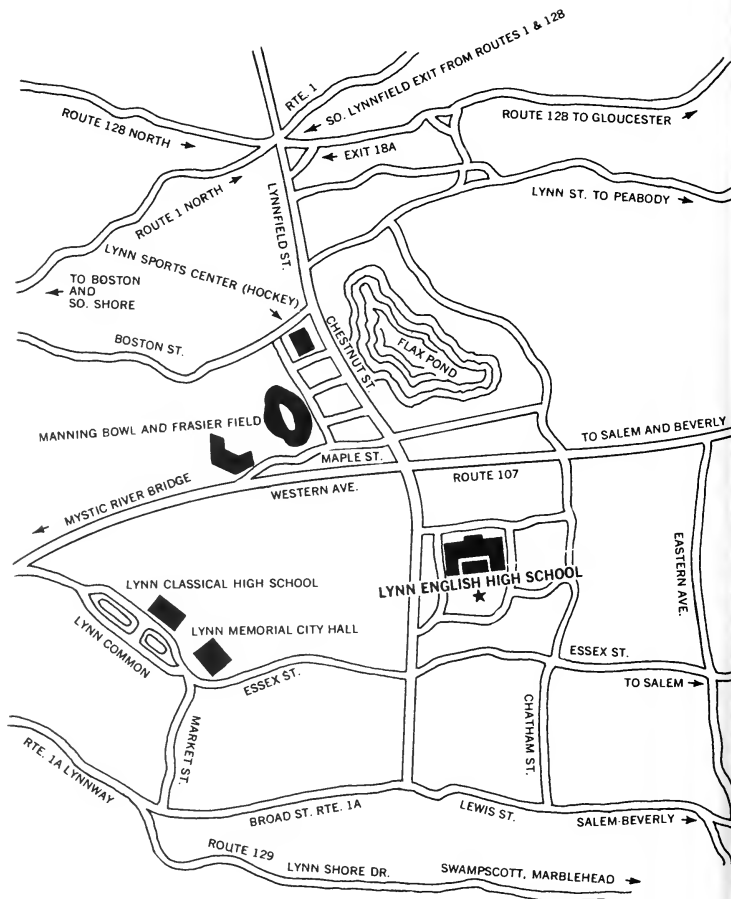 RTE. 1
SO. LYNNFIELD EXIT FROM ROUTES 1 & 128
ROUTE 128 NORTH
ROUTE 128 TO GLOUCESTER
EXIT 18A
ROUTE 1 NORTH
LYNNFIELD ST.
LYNN ST. TO PEABODY
LYNN SPORTS CENTER (HOCKEY)
TO BOSTON
AND
SO. SHORE
BOSTON ST.
CHESTNUT ST.
FLAX POND
MANNING BOWL AND FRASIER FIELD
TO SALEM AND BEVERLY
MAPLE ST.
MYSTIC RIVER BRIDGE
WESTERN AVE.
ROUTE 107
EASTERN AVE.
LYNN ENGLISH HIGH SCHOOL
LYNN CLASSICAL HIGH SCHOOL
LYNN MEMORIAL CITY HALL
LYNN COMMON
ESSEX ST.
ESSEX ST.
TO SALEM
MARKET ST.
CHATHAM ST.
RTE. 1A LYNNWAY
BROAD ST. RTE. 1A
LEWIS ST.
SALEM-BEVERLY
ROUTE 129
LYNN SHORE DR.
SWAMPSCOTT, MARBLEHEAD